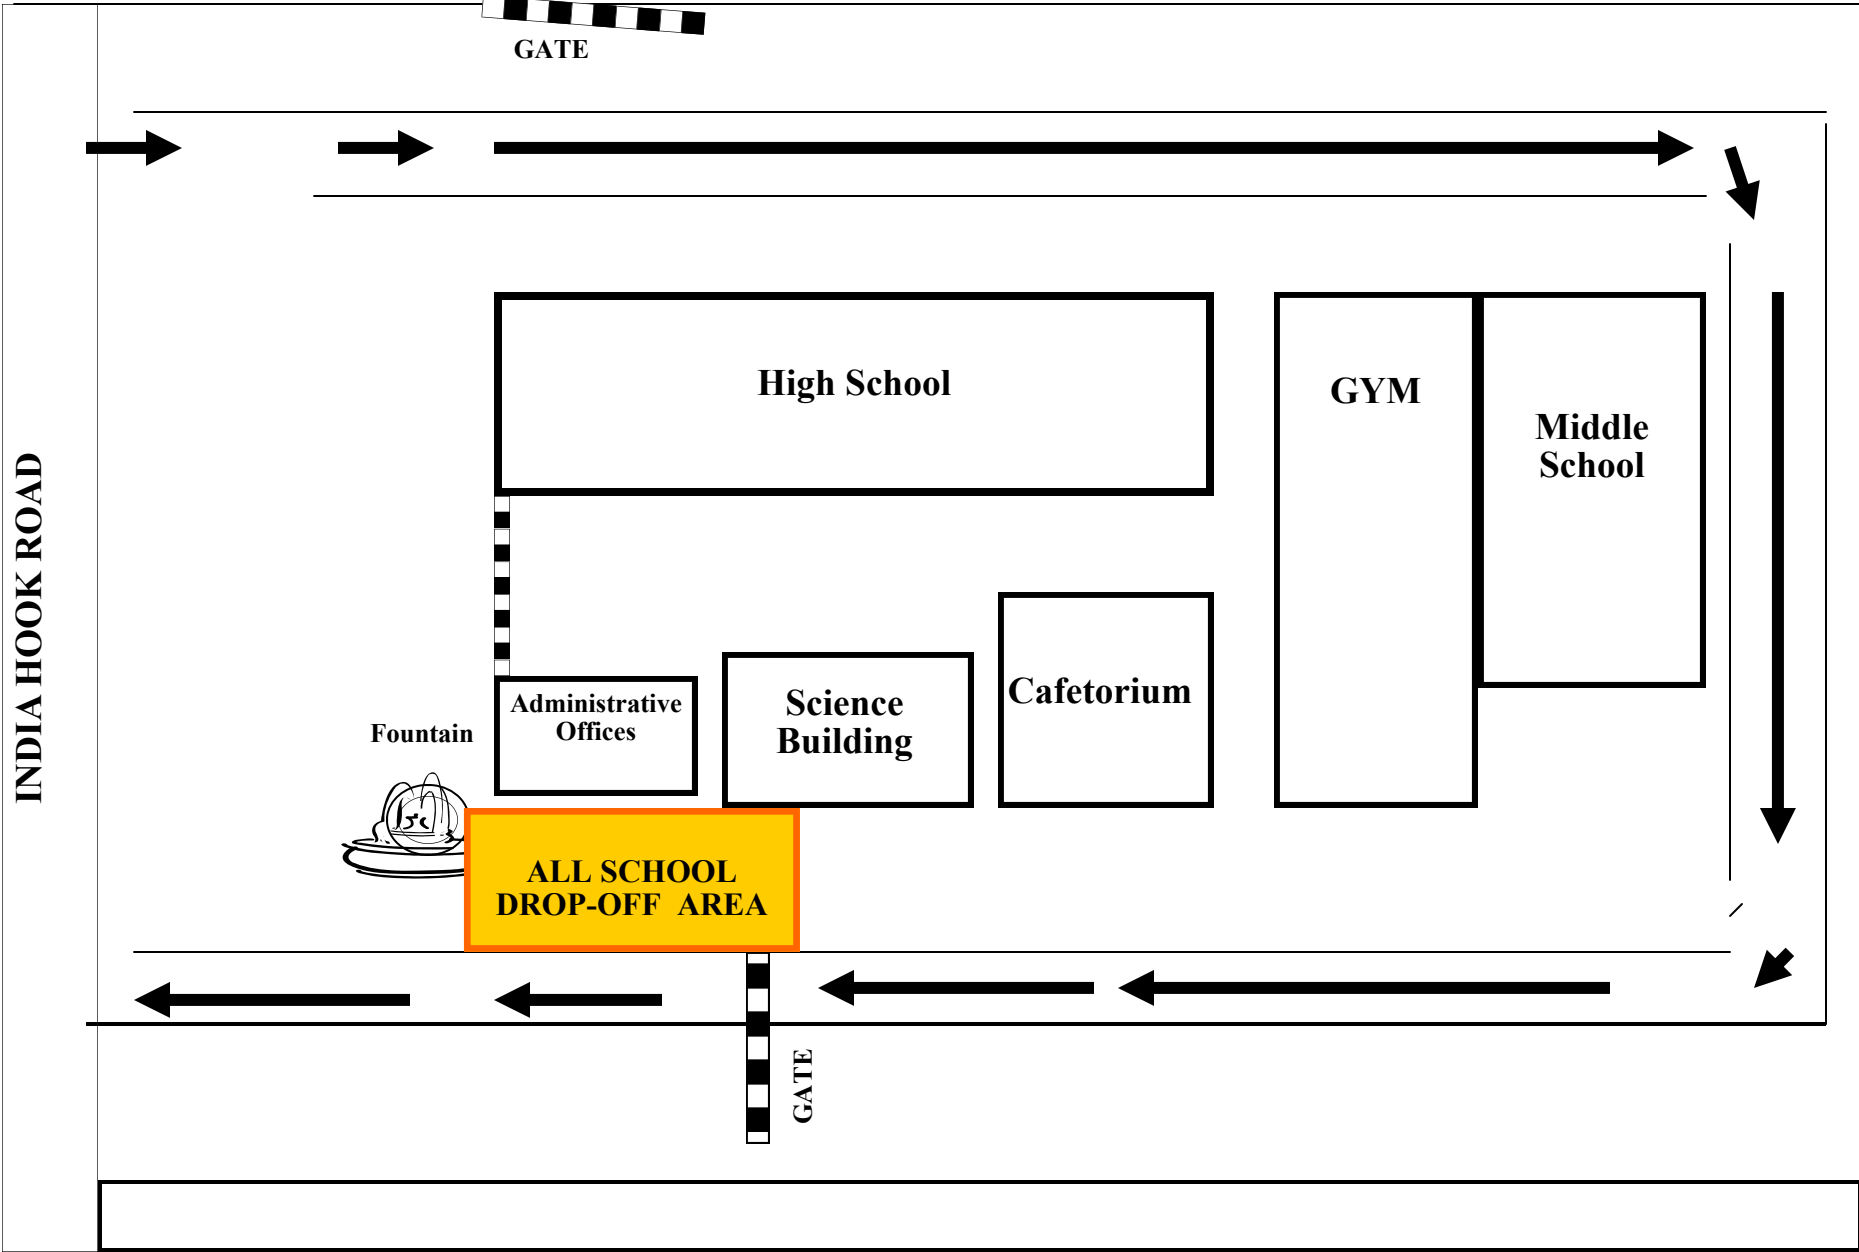 GATE
High School
GYM
Middle
School
INDIA HOOK ROAD
Administrative
Offices
Science
Building
Cafetorium
Fountain
ALL SCHOOL
DROP-OFF AREA
GATE